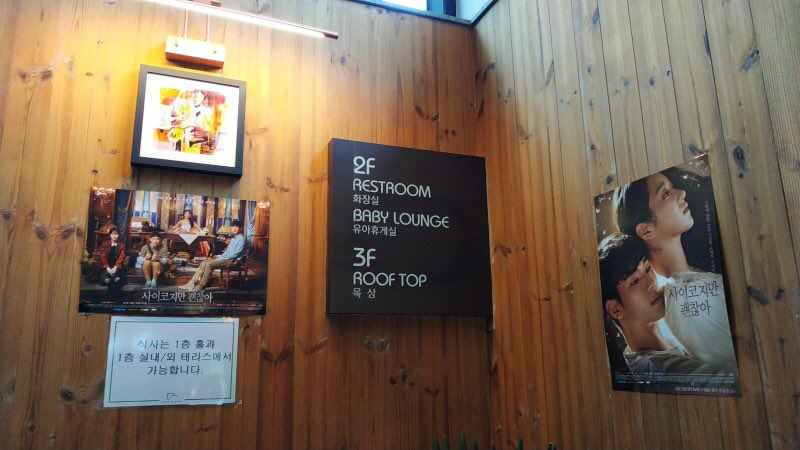 2F
RESTROOM
화장실
BABY LOUNGE
유아휴게실
3F
ROOF TOP
옥 상
사이코지만 괜찮아
식사는 1층 홀과
1층 실내/외 테라스에서
가능합니다.
사이코지만
괜찮아